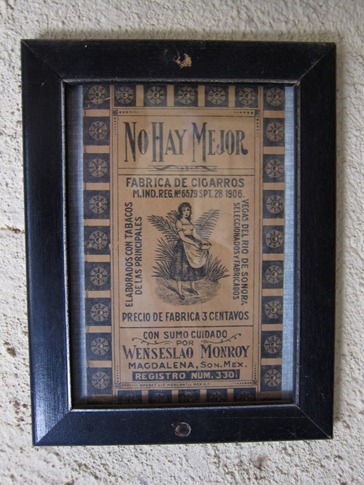 NO HAY MEJOR
FABRICA DE CIGARROS
M.IND.REG.Nº6579 SPT. 28 1906.
ELABORADOS CON TABACOS
DE LAS PRINCIPALES
VEGAS DEL RIO DE SONORA
SELECCIONADOS Y FABRICADOS
PRECIO DE FABRICA 3 CENTAVOS
CON SUMO CUIDADO
POR
WENSESLAO MONROY
MAGDALENA, SON. MEX.
REGISTRO NUM. 330